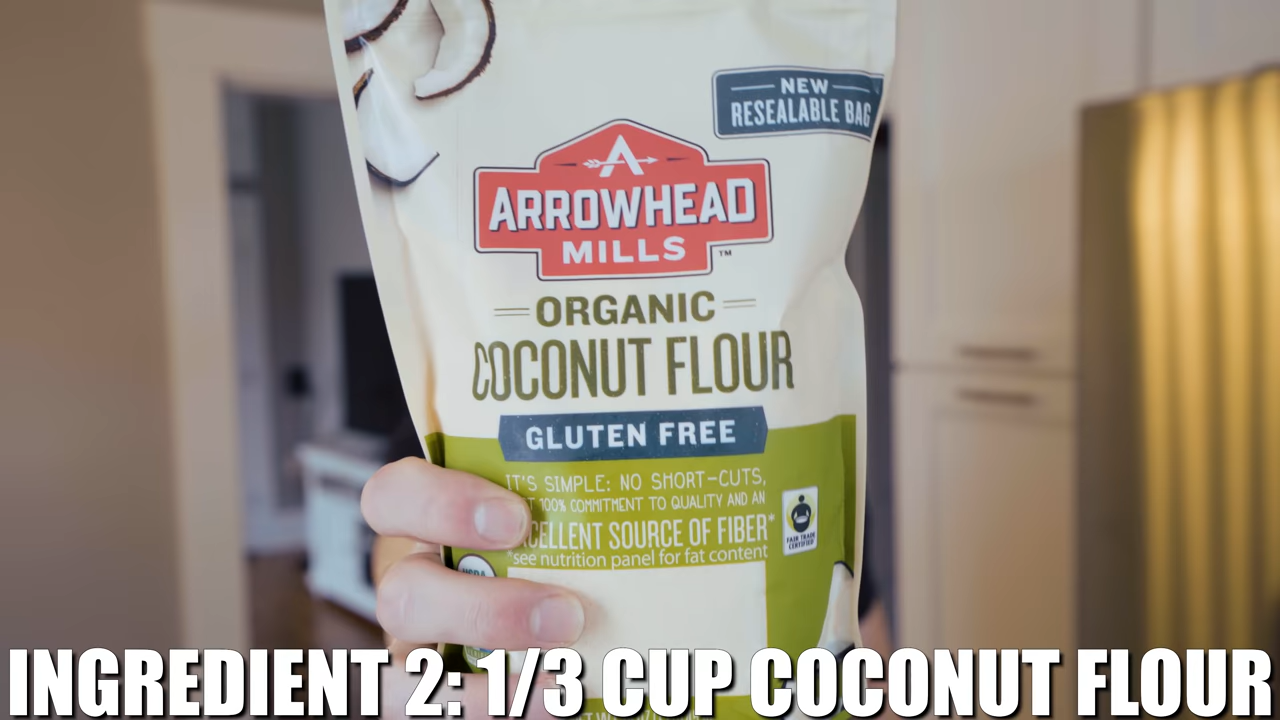 NEW
RESEALABLE BAG
ARROWHEAD
MILLS™
ORGANIC
COCONUT FLOUR
GLUTEN FREE
IT'S SIMPLE: NO SHORT-CUTS,
100% COMMITMENT TO QUALITY AND AN
SOURCE OF FIBER*
*see nutrition panel for fat content
FAIR TRADE
CERTIFIED
USDA
INGREDIENT 2: 1/3 CUP COCONUT FLOUR